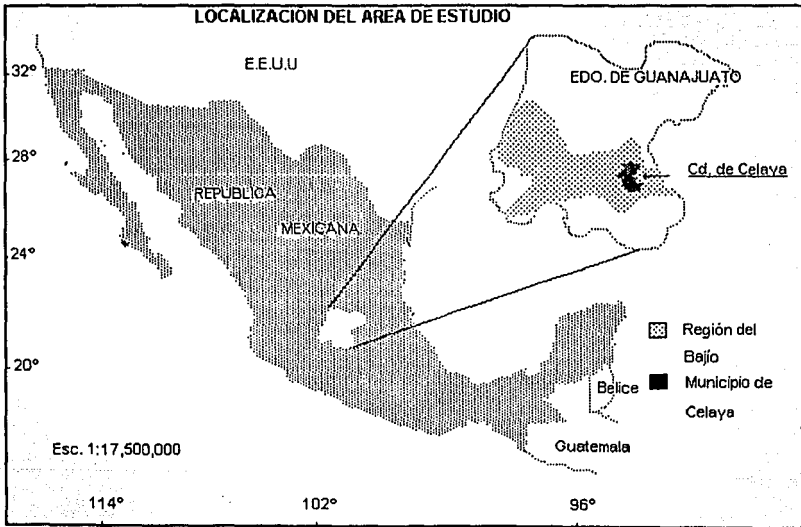 LOCALIZACIÓN DEL AREA DE ESTUDIO
E.E.U.U
EDO. DE GUANAJUATO
32°
28°
Cd. de Celaya
REPUBLICA
MEXICANA
24°
Región del
Bajío
20°
Belice
Municipio de
Celaya
Guatemala
Esc. 1:17,500,000
114°
102°
96°